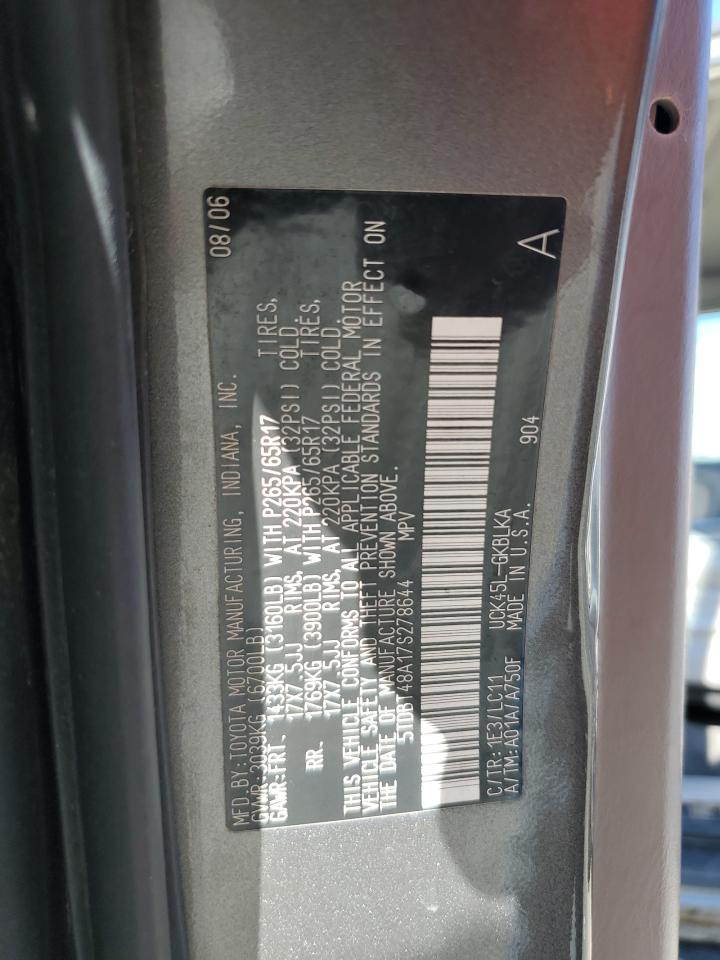 MFD.BY:TOYOTA MOTOR MANUFACTURING, INDIANA, INC. 08/06
GVWR:3039KG (6700LB)
GAWR:FRT. 1433KG (3160LB) WITH P265/65R17 TIRES,
17X7.5JJ RIMS, AT 220KPA (32PSI) COLD.
RR. 1769KG (3900LB) WITH P265/65R17 TIRES,
17X7.5JJ RIMS, AT 220KPA (32PSI) COLD.
THIS VEHICLE CONFORMS TO ALL APPLICABLE FEDERAL MOTOR
VEHICLE SAFETY AND THEFT PREVENTION STANDARDS IN EFFECT ON
THE DATE OF MANUFACTURE SHOWN ABOVE.
5TDBT48A17S278644 MPV
C/TR:1E3/LC11 UCK45L-GKBLKA
A/TM:A01A/A750F MADE IN U.S.A. 904 A